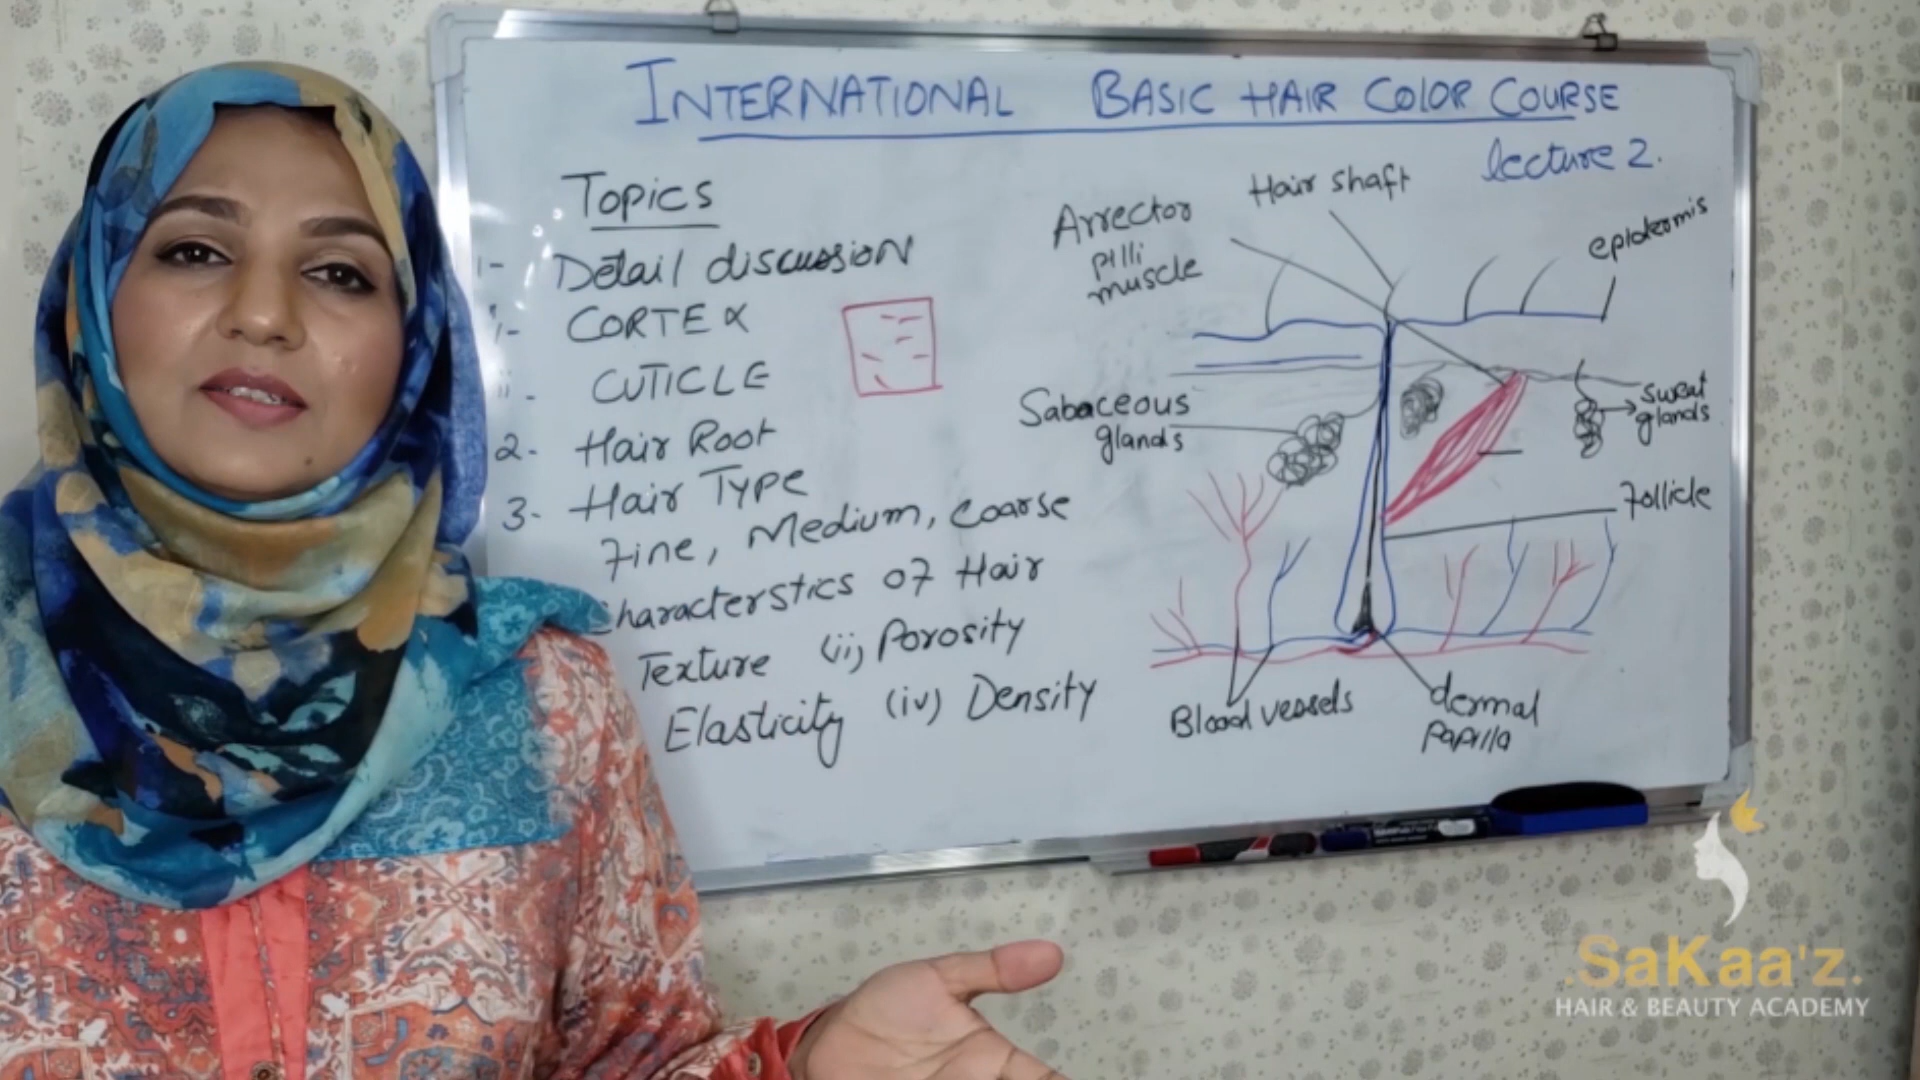 INTERNATIONAL BASIC HAIR COLOR COURSE
lecture 2.
Topics
1- Detail discussion
i- CORTEX
ii- CUTICLE
2- Hair Root
3- Hair Type
Fine, Medium, Coarse
characterstics of Hair
Texture (ii) Porosity
Elasticity (iv) Density
Hair shaft
Arrector
pilli
muscle
epidermis
Sabaceous
glands
sweat
glands
Follicle
Blood vessels
dermal
Papilla
SaKaa'z.
HAIR & BEAUTY ACADEMY